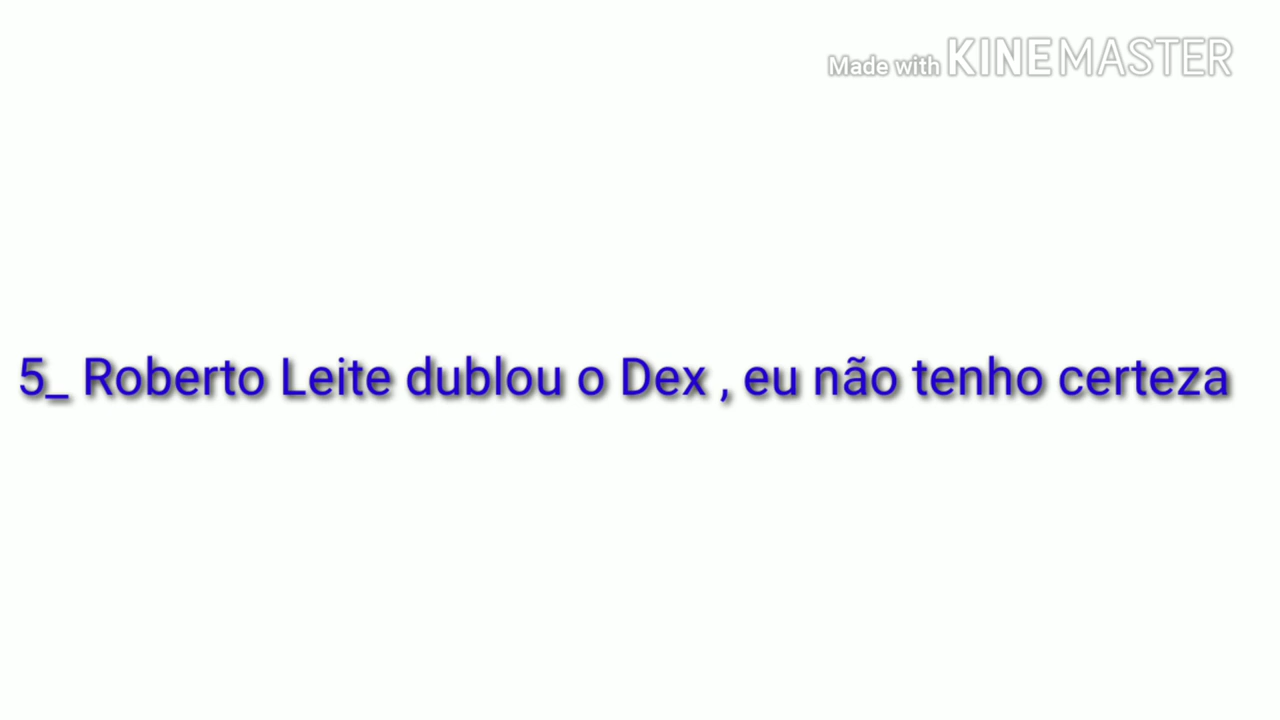 Made with KINEMASTER
5_ Roberto Leite dublou o Dex , eu não tenho certeza